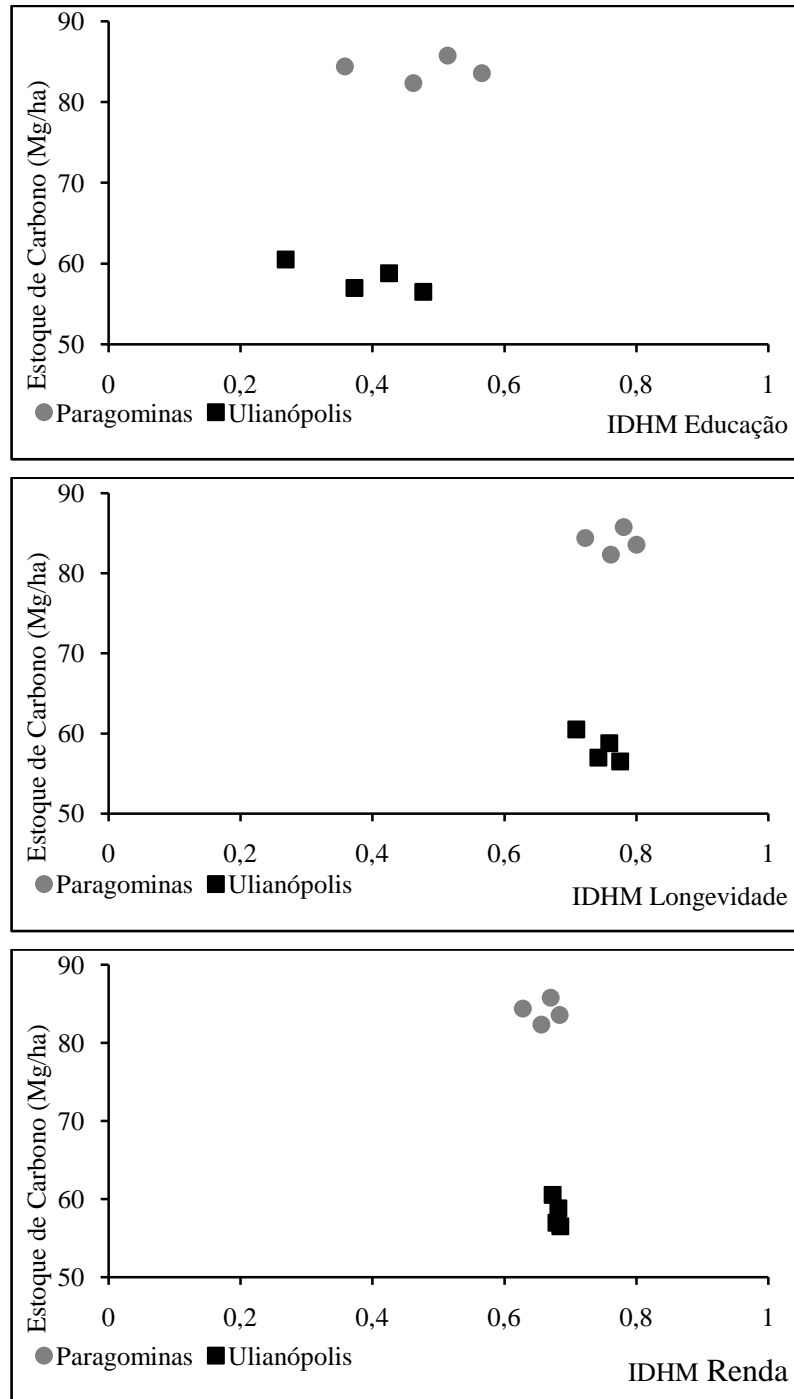 Estoque de Carbono (Mg/ha)
90
80
70
60
50
0 0,2 0,4 0,6 0,8 1
Paragominas Ulianópolis
IDHM Educação
Estoque de Carbono (Mg/ha)
90
80
70
60
50
0 0,2 0,4 0,6 0,8 1
Paragominas Ulianópolis
IDHM Longevidade
Estoque de Carbono (Mg/ha)
90
80
70
60
50
0 0,2 0,4 0,6 0,8 1
Paragominas Ulianópolis
IDHM Renda